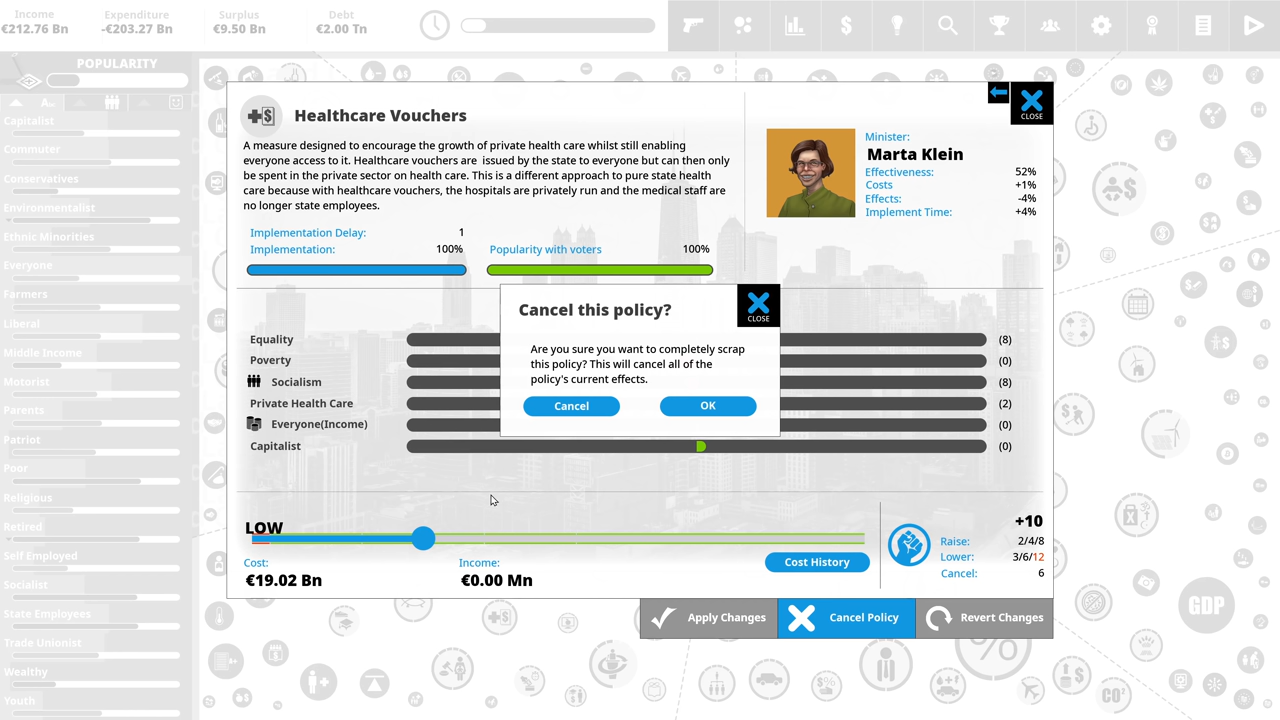 Income
€212.76 Bn
Expenditure
-€203.27 Bn
Surplus
€9.50 Bn
Debt
€2.00 Tn
POPULARITY
Capitalist
Commuter
Conservatives
Environmentalist
Ethnic Minorities
Everyone
Farmers
Liberal
Middle Income
Motorist
Parents
Patriot
Poor
Religious
Retired
Self Employed
Socialist
State Employees
Trade Unionist
Wealthy
Youth
Healthcare Vouchers
A measure designed to encourage the growth of private health care whilst still enabling
everyone access to it. Healthcare vouchers are issued by the state to everyone but can then only
be spent in the private sector on health care. This is a different approach to pure state health
care because with healthcare vouchers, the hospitals are privately run and the medical staff are
no longer state employees.
Implementation Delay: 1
Implementation: 100%
Popularity with voters 100%
CLOSE
Minister:
Marta Klein
Effectiveness: 52%
Costs +1%
Effects: -4%
Implement Time: +4%
Equality (8)
Poverty (0)
Socialism (8)
Private Health Care (2)
Everyone(Income) (0)
Capitalist (0)
Cancel this policy?
CLOSE
Are you sure you want to completely scrap
this policy? This will cancel all of the
policy's current effects.
Cancel
OK
LOW
Cost:
€19.02 Bn
Income:
€0.00 Mn
Cost History
+10
Raise: 2/4/8
Lower: 3/6/12
Cancel: 6
Apply Changes
Cancel Policy
Revert Changes
GDP
CO²